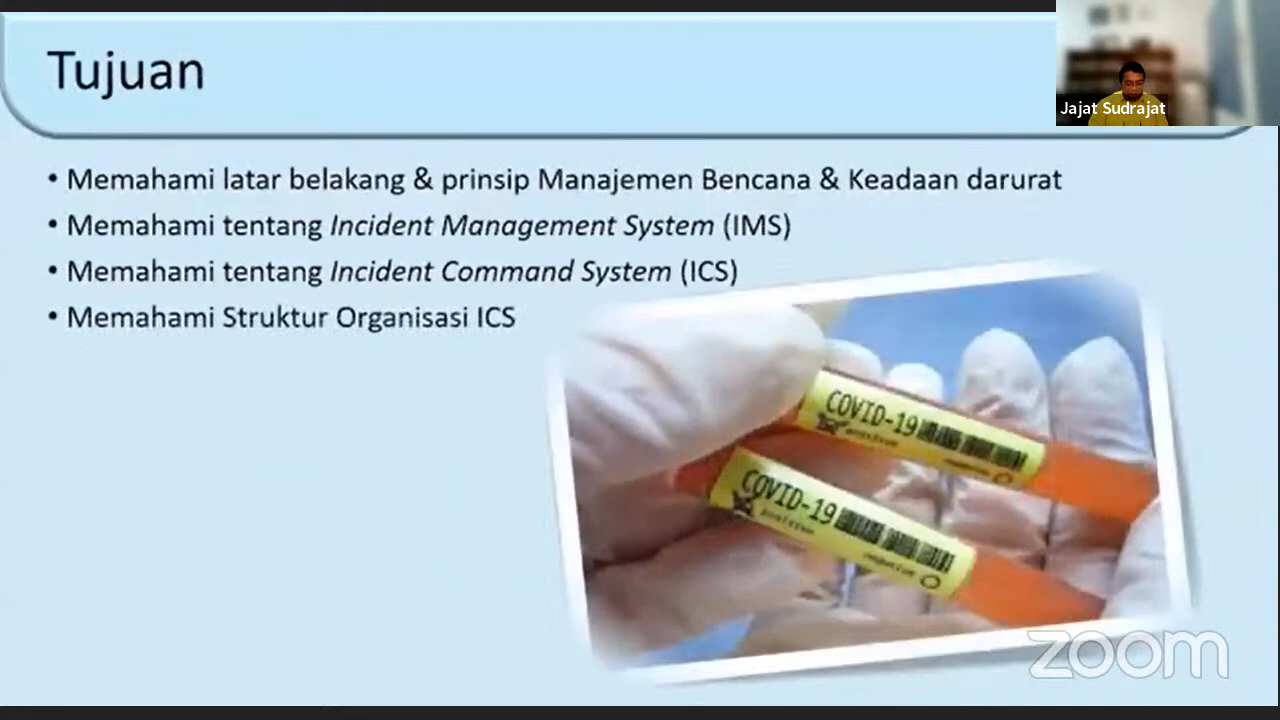 Tujuan
Jajat Sudrajat
• Memahami latar belakang & prinsip Manajemen Bencana & Keadaan darurat
• Memahami tentang Incident Management System (IMS)
• Memahami tentang Incident Command System (ICS)
• Memahami Struktur Organisasi ICS
COVID-19
COVID-19
zoom